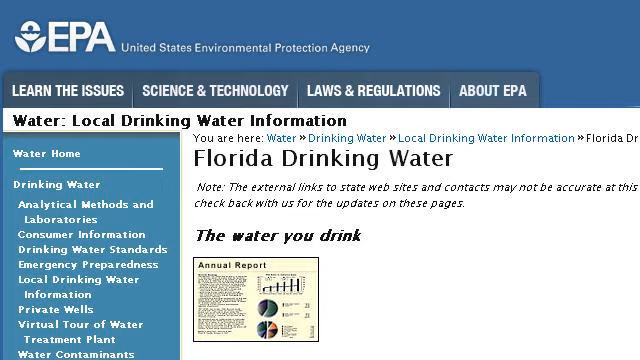 EPA United States Environmental Protection Agency
LEARN THE ISSUES SCIENCE & TECHNOLOGY LAWS & REGULATIONS ABOUT EPA
Water: Local Drinking Water Information
You are here: Water » Drinking Water » Local Drinking Water Information » Florida Dr
Florida Drinking Water
Note: The external links to state web sites and contacts may not be accurate at this
check back with us for the updates on these pages.
The water you drink
Annual Report
Water Home
Drinking Water
Analytical Methods and
Laboratories
Consumer Information
Drinking Water Standards
Emergency Preparedness
Local Drinking Water
Information
Private Wells
Virtual Tour of Water
Treatment Plant
Water Contaminants